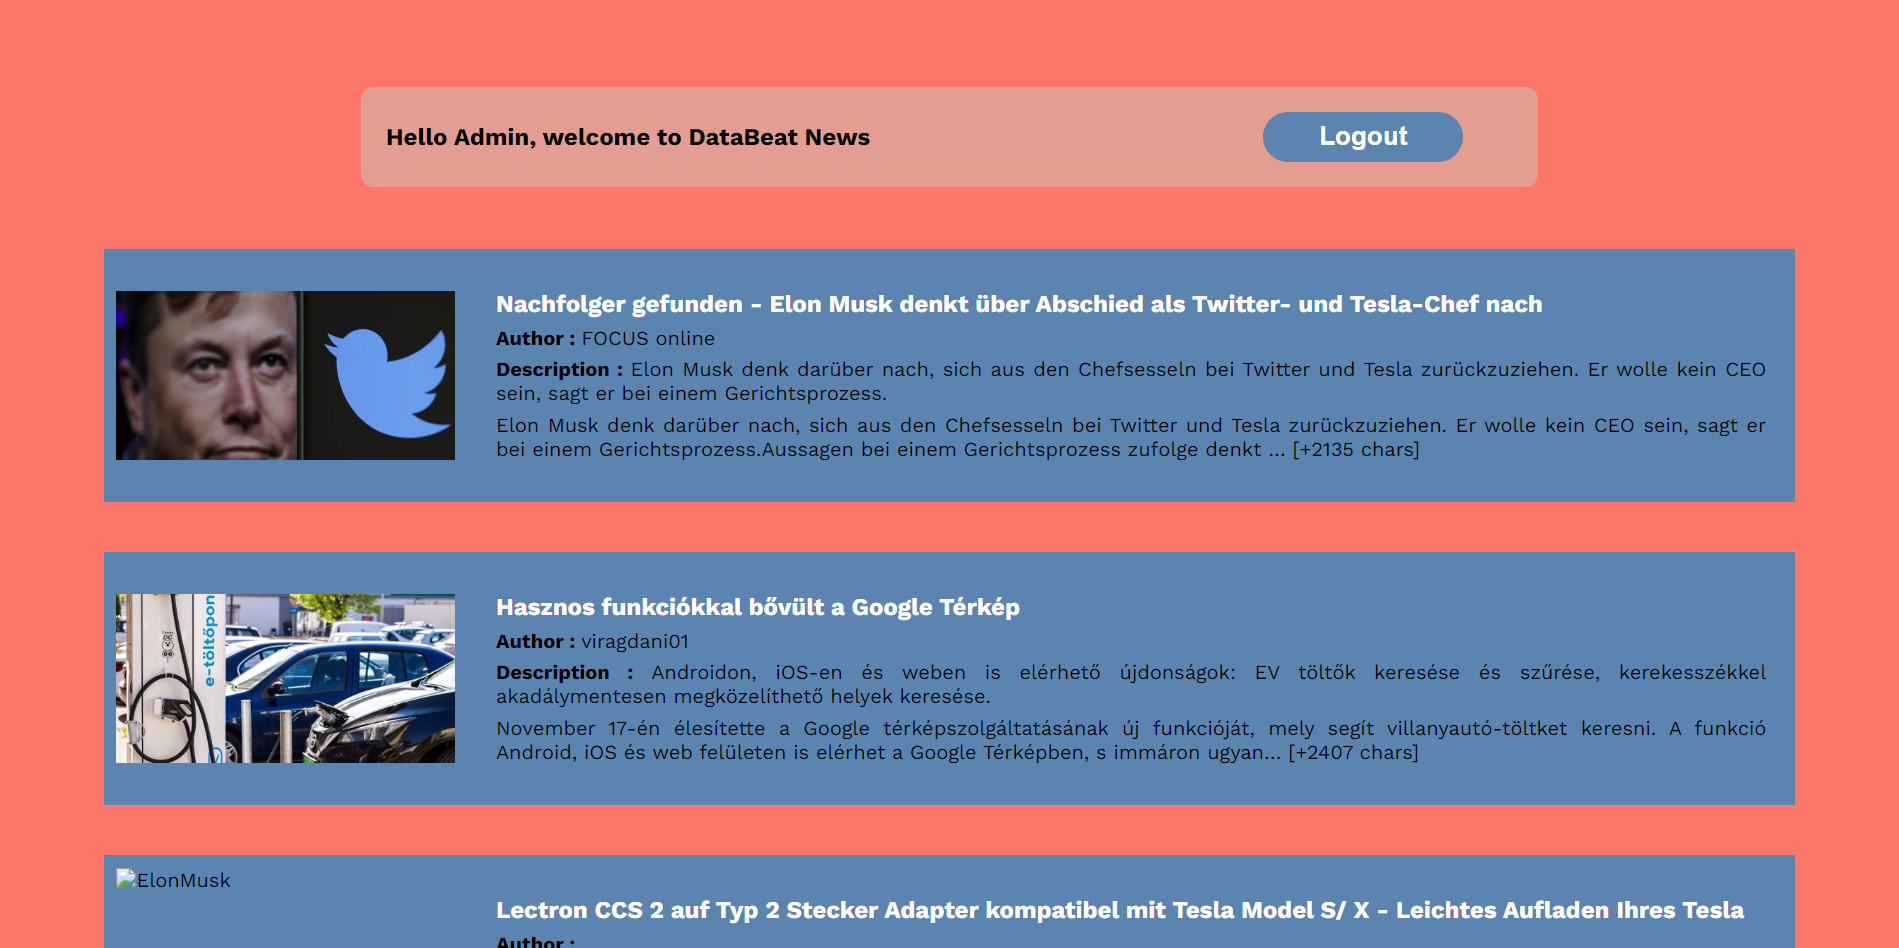 Hello Admin, welcome to DataBeat News
Logout
Nachfolger gefunden - Elon Musk denkt über Abschied als Twitter- und Tesla-Chef nach
Author : FOCUS online
Description : Elon Musk denk darüber nach, sich aus den Chefsesseln bei Twitter und Tesla zurückzuziehen. Er wolle kein CEO
sein, sagt er bei einem Gerichtsprozess.
Elon Musk denk darüber nach, sich aus den Chefsesseln bei Twitter und Tesla zurückzuziehen. Er wolle kein CEO sein, sagt er
bei einem Gerichtsprozess.Aussagen bei einem Gerichtsprozess zufolge denkt … [+2135 chars]
e-töltőpon
Hasznos funkciókkal bővült a Google Térkép
Author : viragdani01
Description : Androidon, iOS-en és weben is elérhető újdonságok: EV töltők keresése és szűrése, kerekesszékkel
akadálymentesen megközelíthető helyek keresése.
November 17-én élesítette a Google térképszolgáltatásának új funkcióját, mely segít villanyautó-töltket keresni. A funkció
Android, iOS és web felületen is elérhet a Google Térképben, s immáron ugyan… [+2407 chars]
ElonMusk
Lectron CCS 2 auf Typ 2 Stecker Adapter kompatibel mit Tesla Model S/ X - Leichtes Aufladen Ihres Tesla
Author :